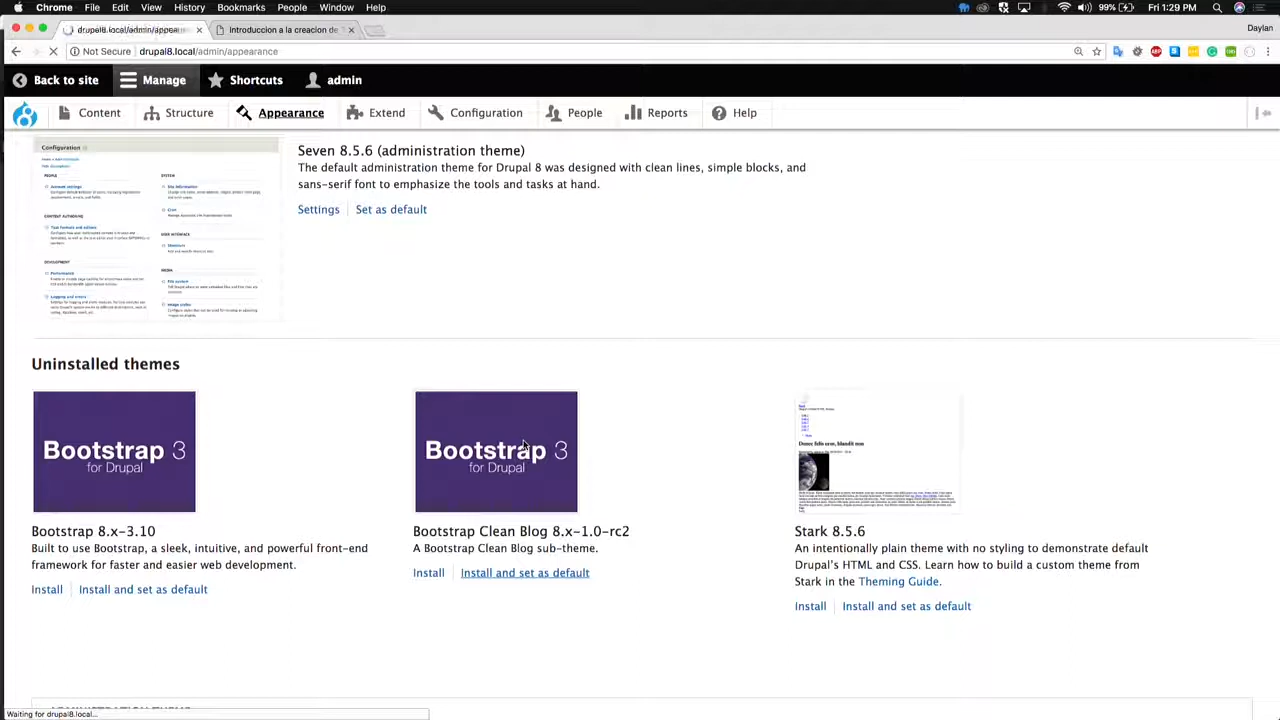 Chrome File Edit View History Bookmarks People Window Help 99% Fri 1:29 PM
drupal8.local/admin/appearan Introduccion a la creacion de Daylan
Not Secure drupal8.local/admin/appearance
Back to site Manage Shortcuts admin
Content Structure Appearance Extend Configuration People Reports Help
Configuration
Seven 8.5.6 (administration theme)
The default administration theme for Drupal 8 was designed with clean lines, simple blocks, and
sans-serif font to emphasize the tools and tasks at hand.
Settings Set as default
Uninstalled themes
Bootstrap 3
for Drupal
Bootstrap 8.x-3.10
Built to use Bootstrap, a sleek, intuitive, and powerful front-end
framework for faster and easier web development.
Install Install and set as default
Bootstrap 3
for Drupal
Bootstrap Clean Blog 8.x-1.0-rc2
A Bootstrap Clean Blog sub-theme.
Install Install and set as default
Donec felis eros, blandit non
Stark 8.5.6
An intentionally plain theme with no styling to demonstrate default
Drupal's HTML and CSS. Learn how to build a custom theme from
Stark in the Theming Guide.
Install Install and set as default
Waiting for drupal8.local...